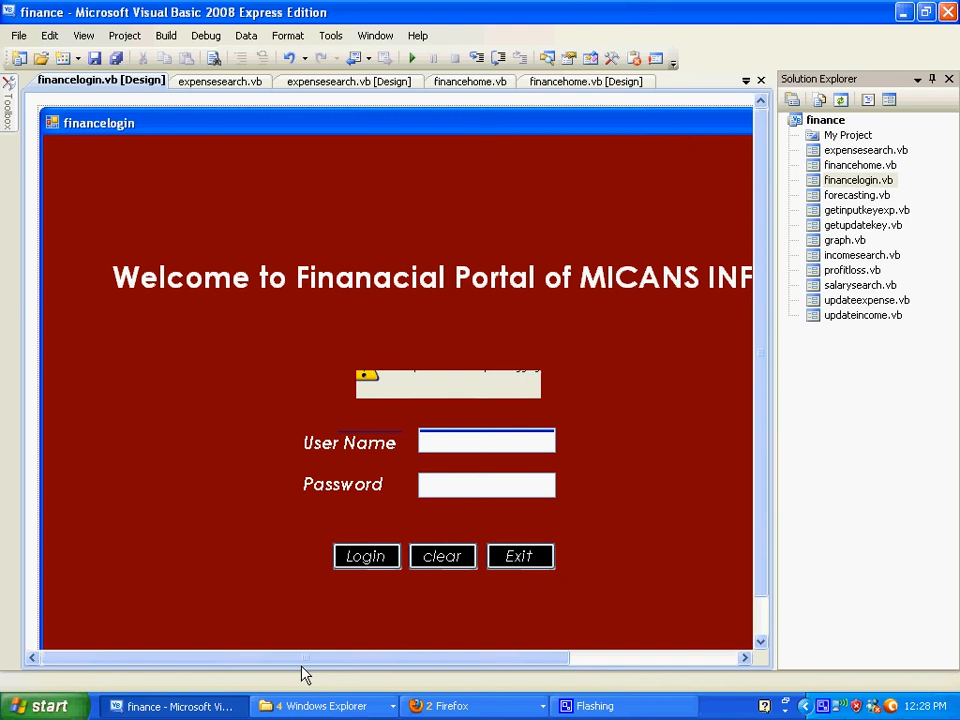 finance - Microsoft Visual Basic 2008 Express Edition
File Edit View Project Build Debug Data Format Tools Window Help
financelogin.vb [Design] expensesearch.vb expensesearch.vb [Design] financehome.vb financehome.vb [Design]
Toolbox
financelogin
Welcome to Finanacial Portal of MICANS INF
User Name
Password
Login clear Exit
Solution Explorer
finance
My Project
expensesearch.vb
financehome.vb
financelogin.vb
forecasting.vb
getinputkeyexp.vb
getupdatekey.vb
graph.vb
incomesearch.vb
profitloss.vb
salarysearch.vb
updateexpense.vb
updateincome.vb
start finance - Microsoft Vi... 4 Windows Explorer 2 Firefox Flashing 12:28 PM